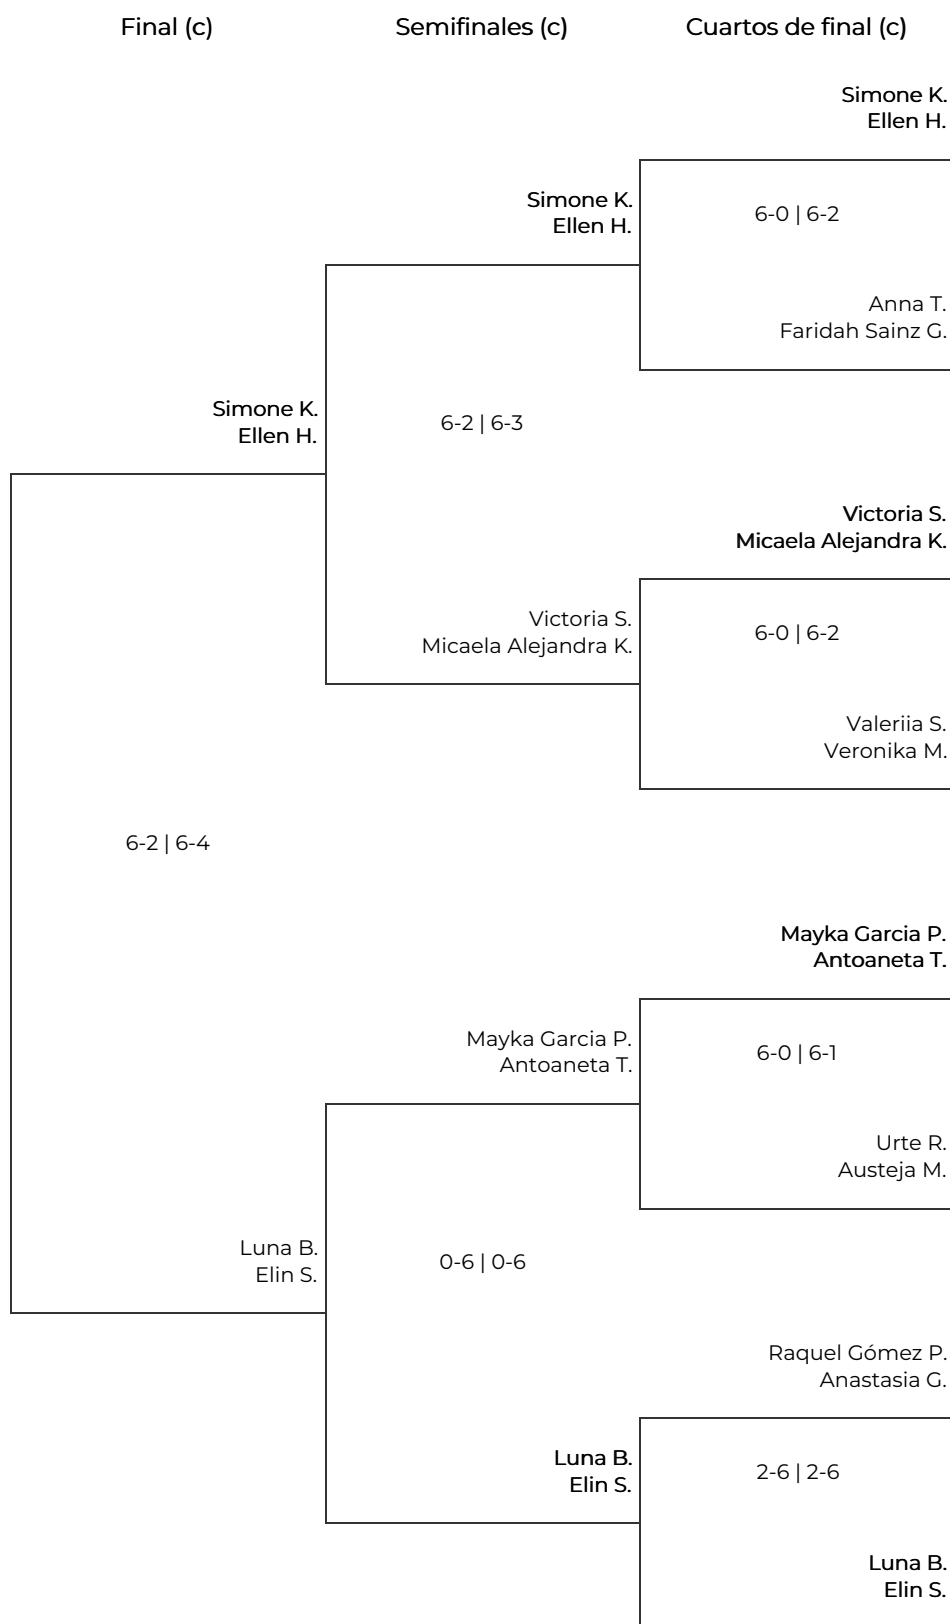 Final (c)
Semifinales (c)
Cuartos de final (c)
Simone K.
Ellen H.
Simone K.
Ellen H.
6-0 | 6-2
Anna T.
Faridah Sainz G.
Simone K.
Ellen H.
6-2 | 6-3
Victoria S.
Micaela Alejandra K.
Victoria S.
Micaela Alejandra K.
6-0 | 6-2
Valeriia S.
Veronika M.
6-2 | 6-4
Mayka Garcia P.
Antoaneta T.
Mayka Garcia P.
Antoaneta T.
6-0 | 6-1
Urte R.
Austeja M.
Luna B.
Elin S.
0-6 | 0-6
Raquel Gómez P.
Anastasia G.
Luna B.
Elin S.
2-6 | 2-6
Luna B.
Elin S.